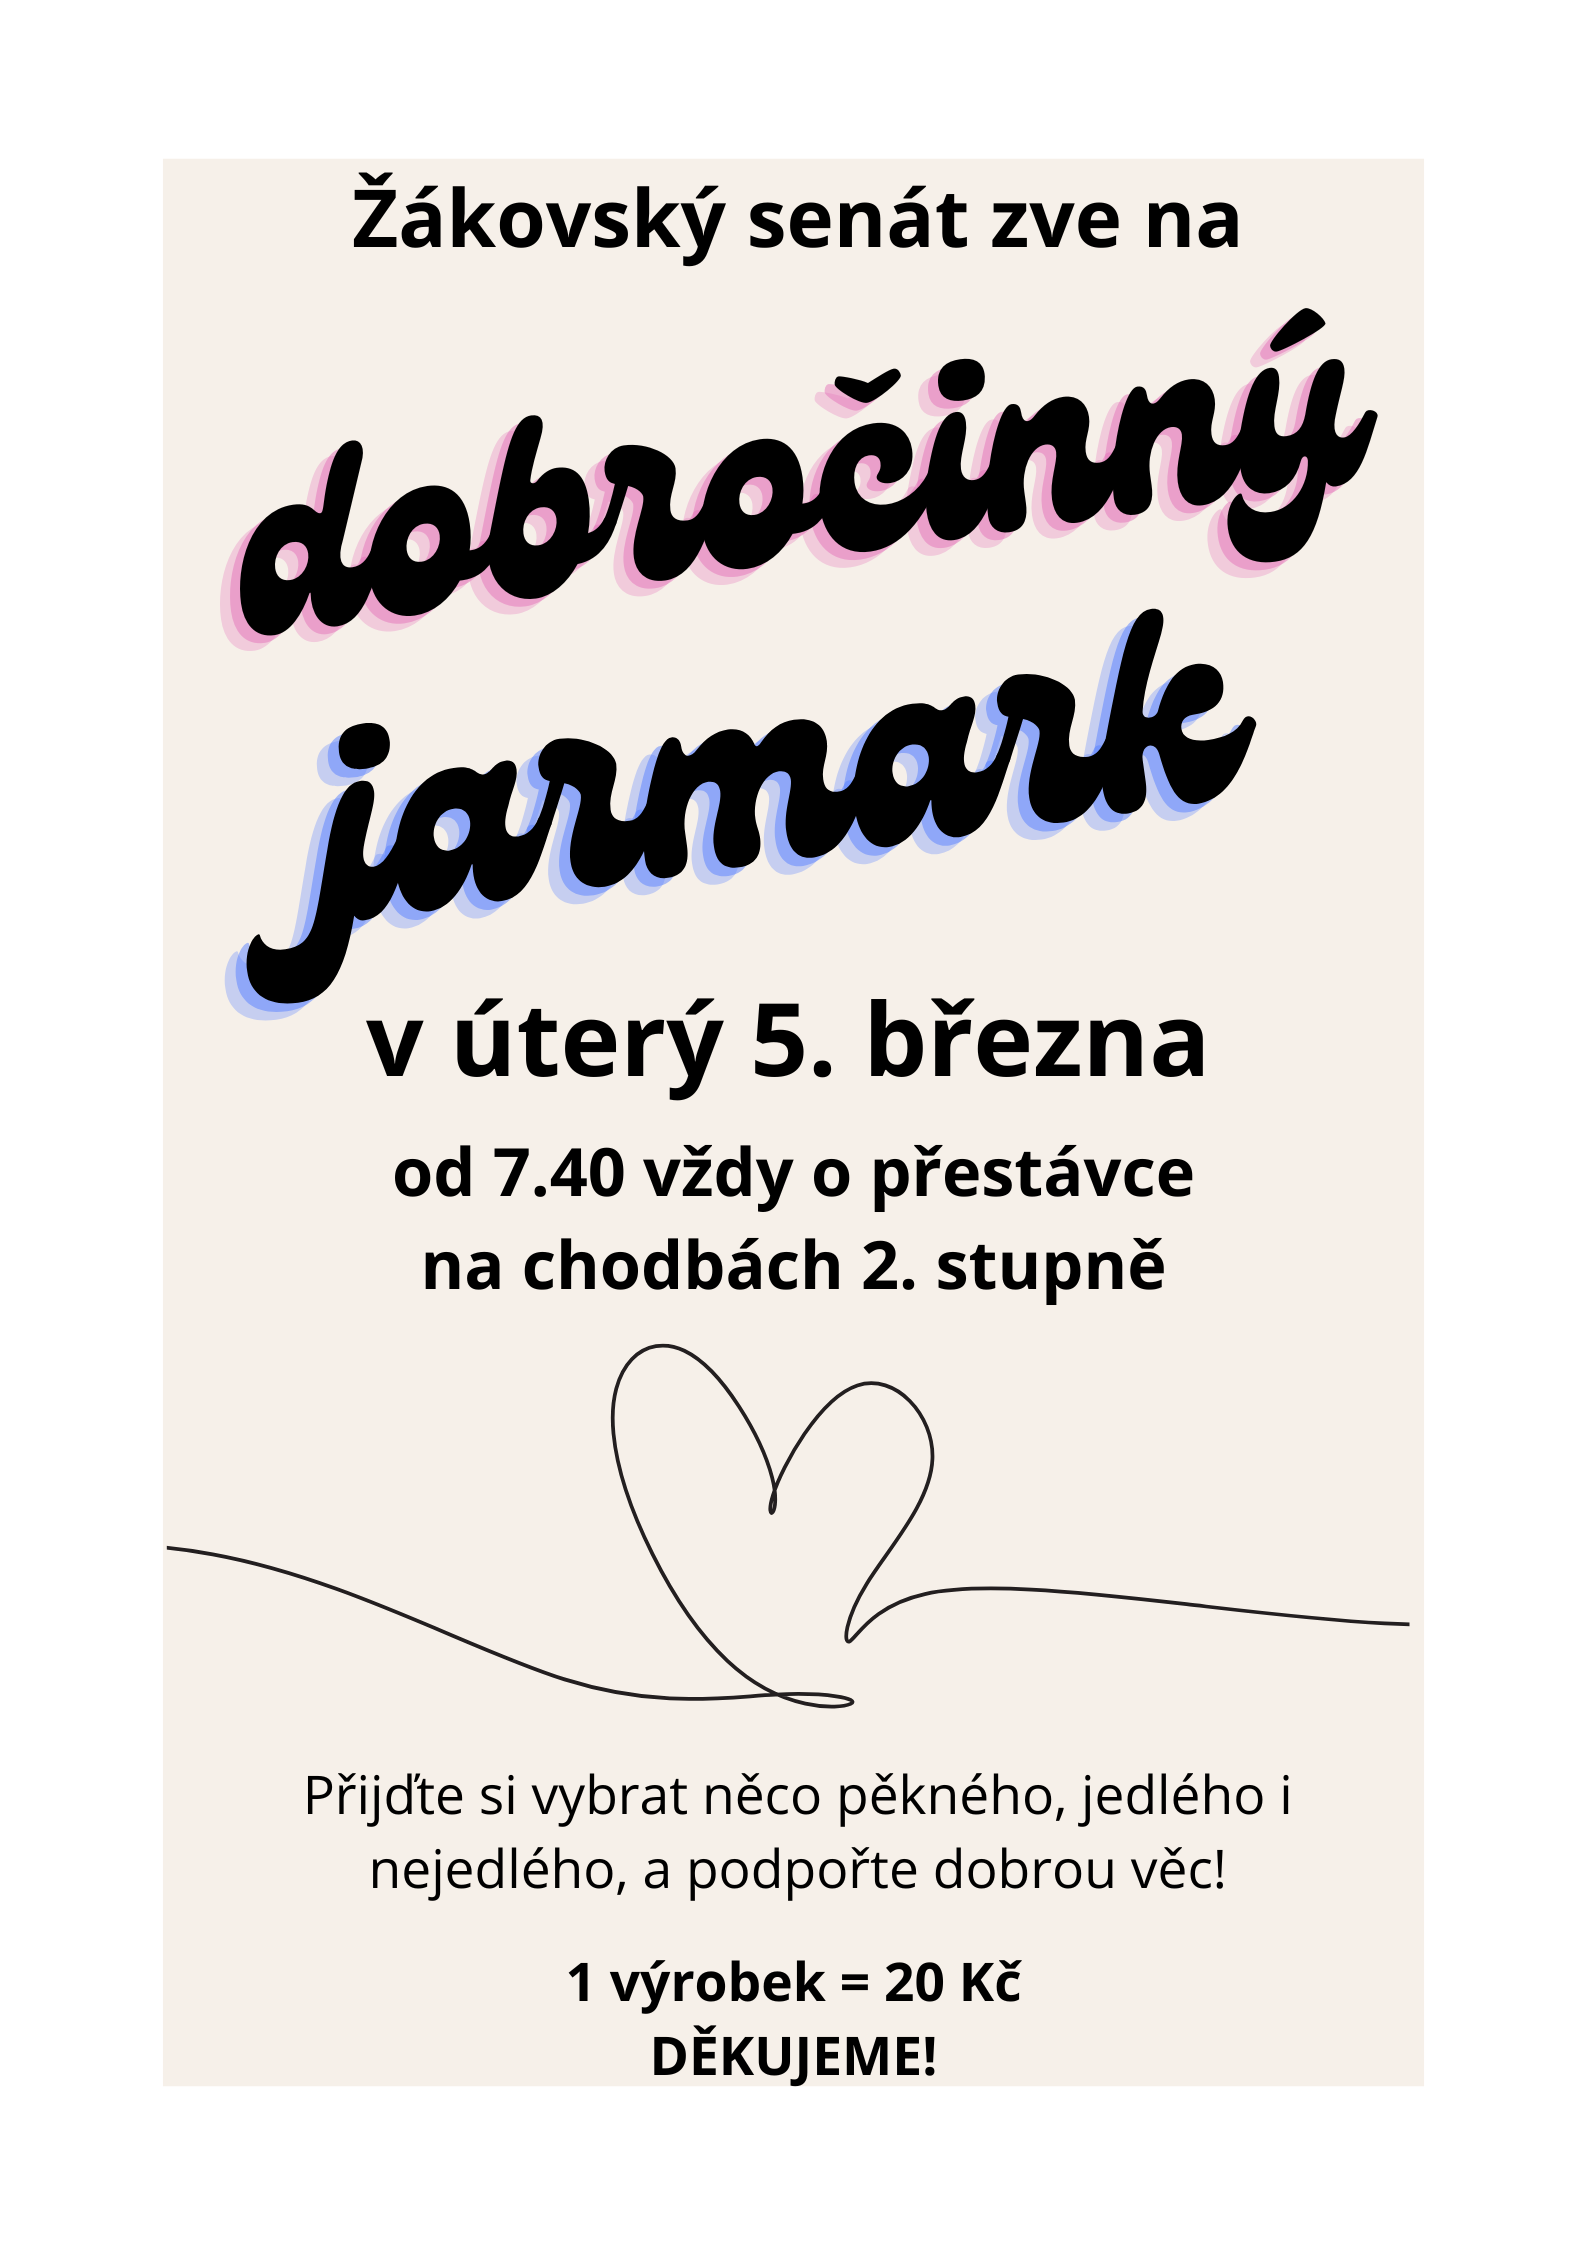 Žákovský senát zve na
dobročinný
jarmark
v úterý 5. března
od 7.40 vždy o přestávce
na chodbách 2. stupně
Přijďte si vybrat něco pěkného, jedlého i
nejedlého, a podpořte dobrou věc!
1 výrobek = 20 Kč
DĚKUJEME!